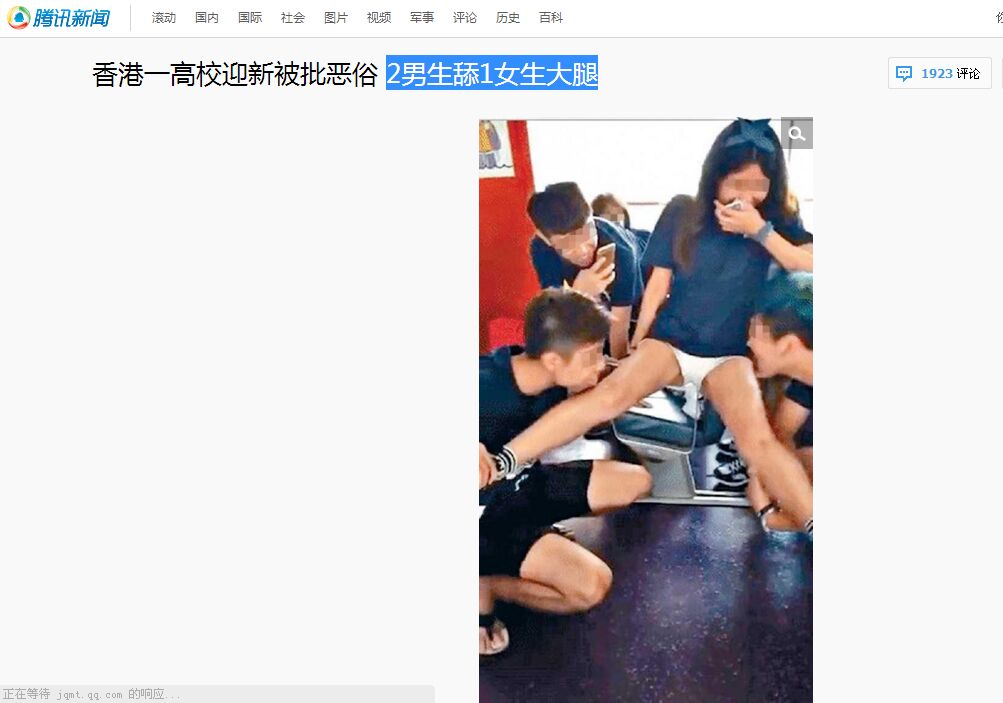 腾讯新闻 滚动 国内 国际 社会 图片 视频 军事 评论 历史 百科
香港一高校迎新被批恶俗 2男生舔1女生大腿
1923 评论
正在等待 jqmt.qq.com 的响应...